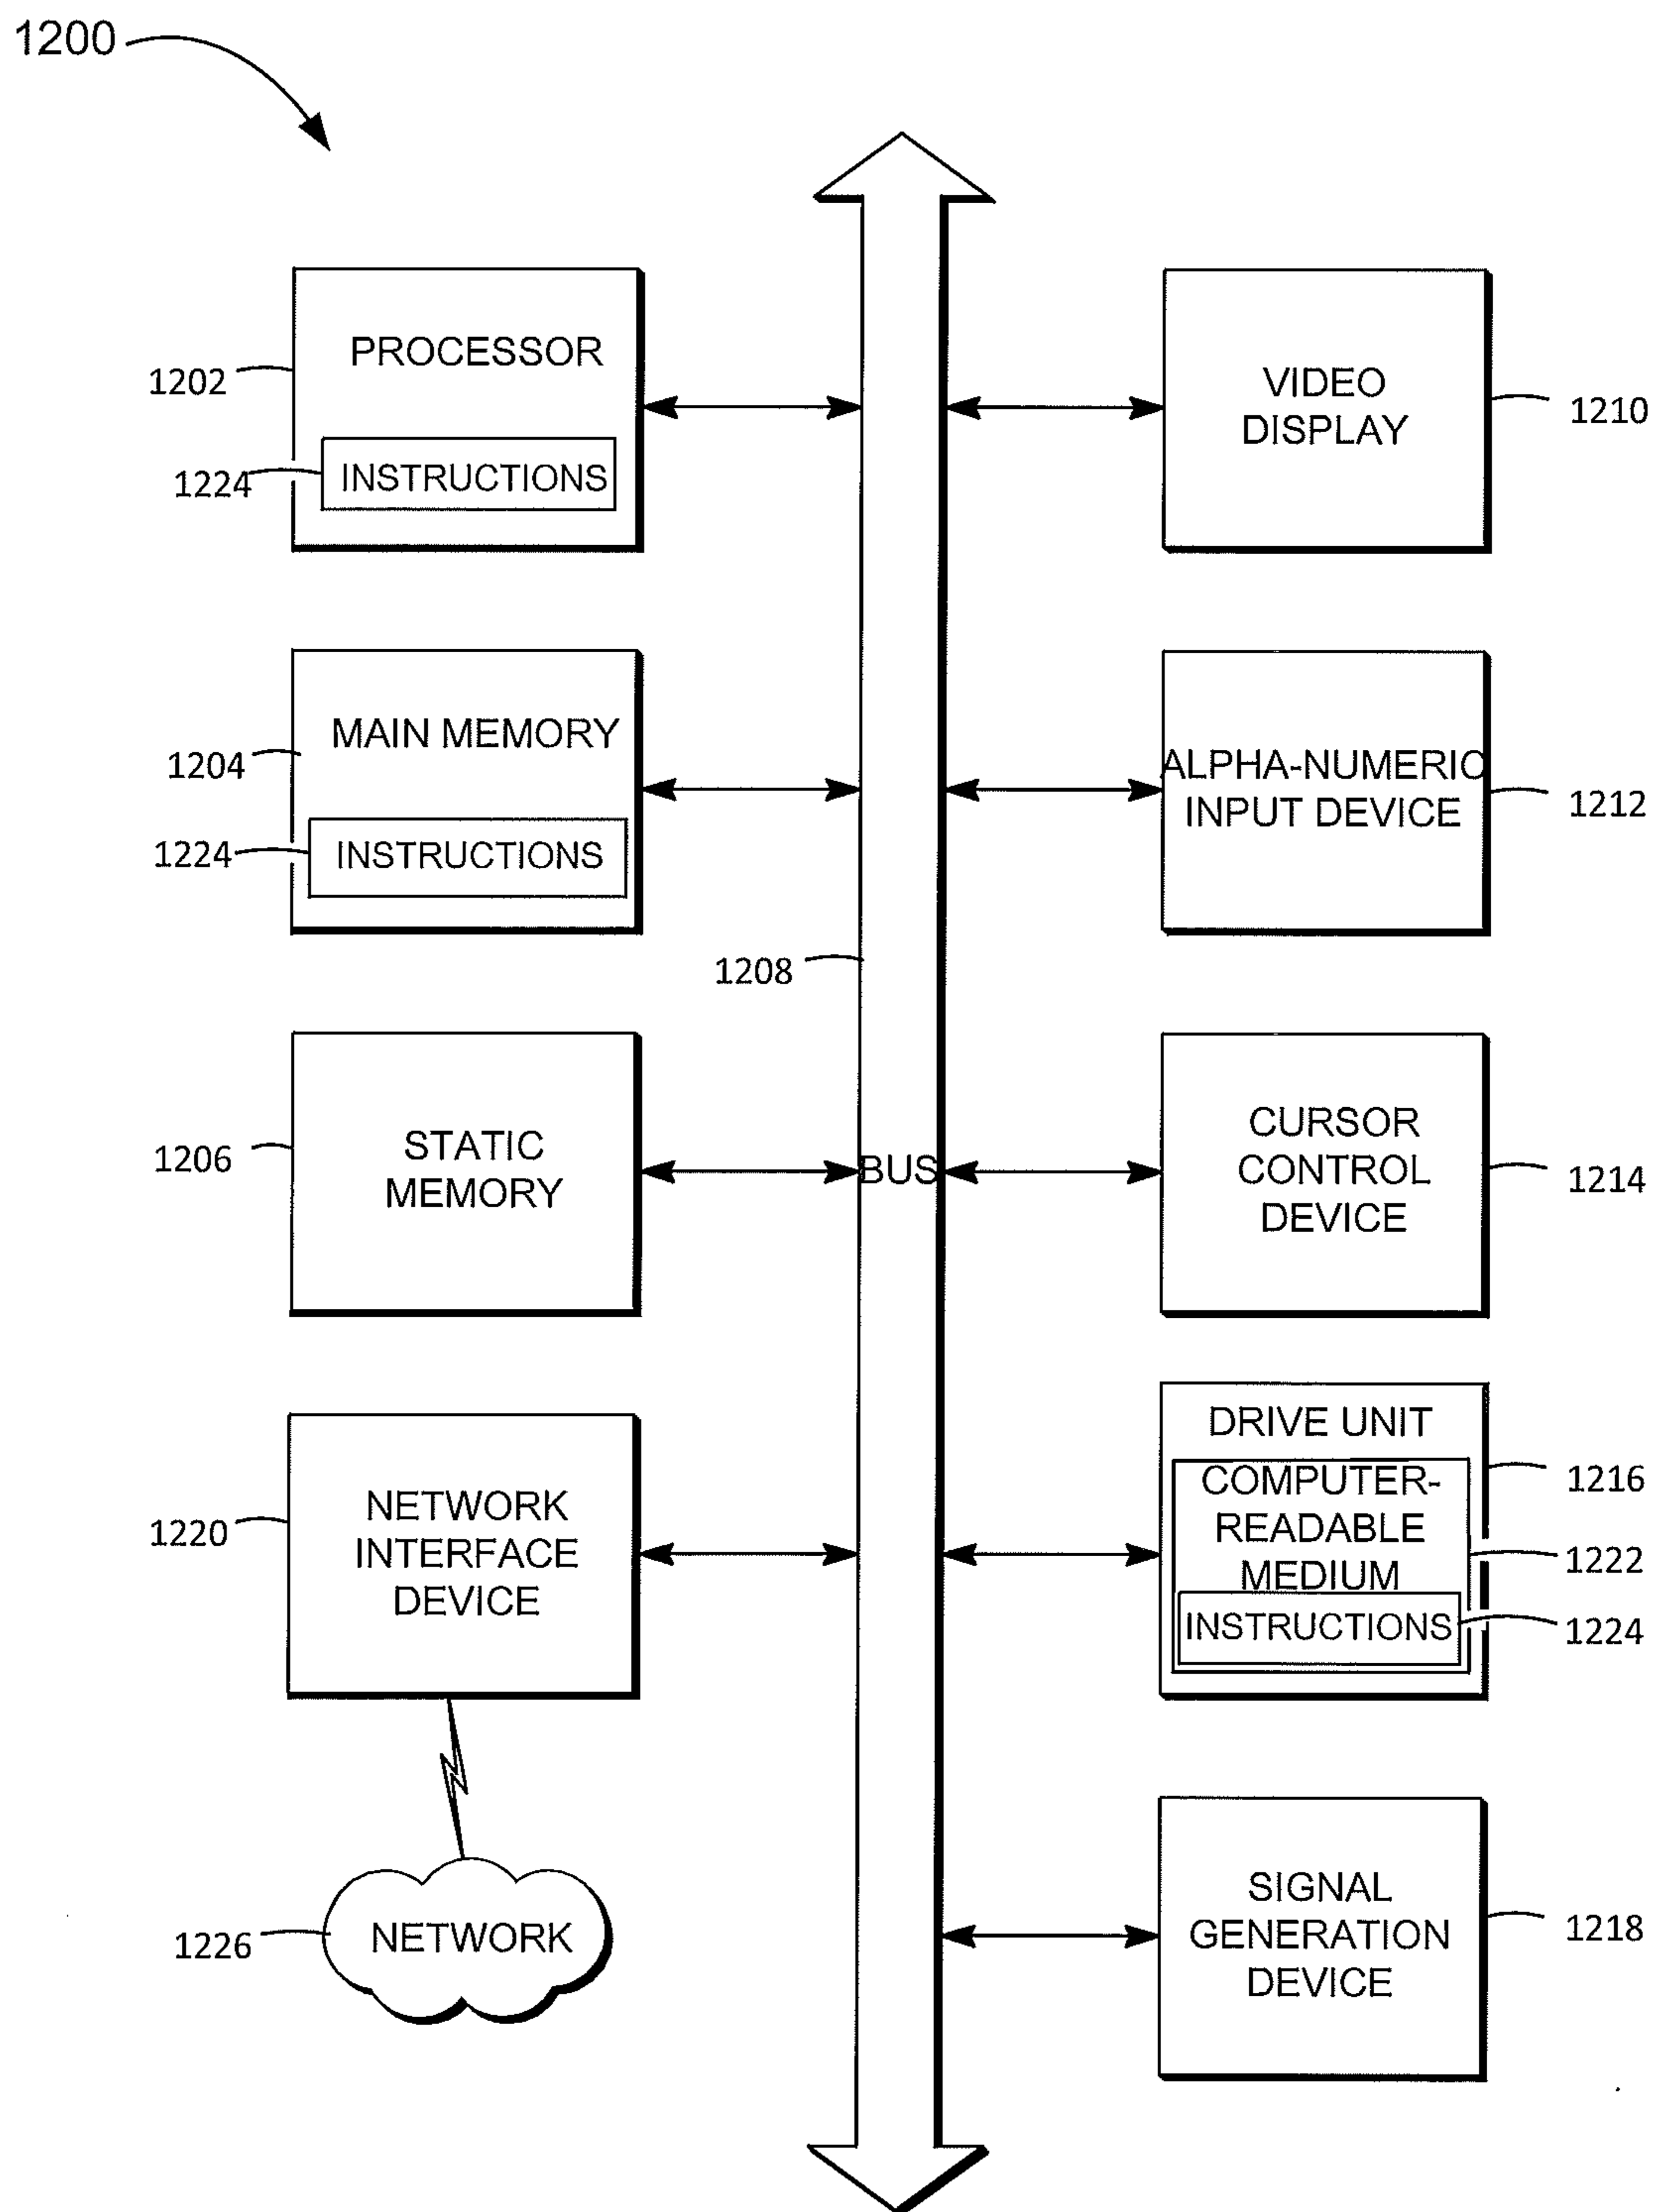 1200
PROCESSOR
1202
1224
INSTRUCTIONS
MAIN MEMORY
1204
1224
INSTRUCTIONS
1208
STATIC
MEMORY
1206
BUS
NETWORK
INTERFACE
DEVICE
1220
NETWORK
1226
VIDEO
DISPLAY
1210
ALPHA-NUMERIC
INPUT DEVICE
1212
CURSOR
CONTROL
DEVICE
1214
DRIVE UNIT
1216
COMPUTER-
READABLE
MEDIUM
1222
INSTRUCTIONS
1224
SIGNAL
GENERATION
DEVICE
1218